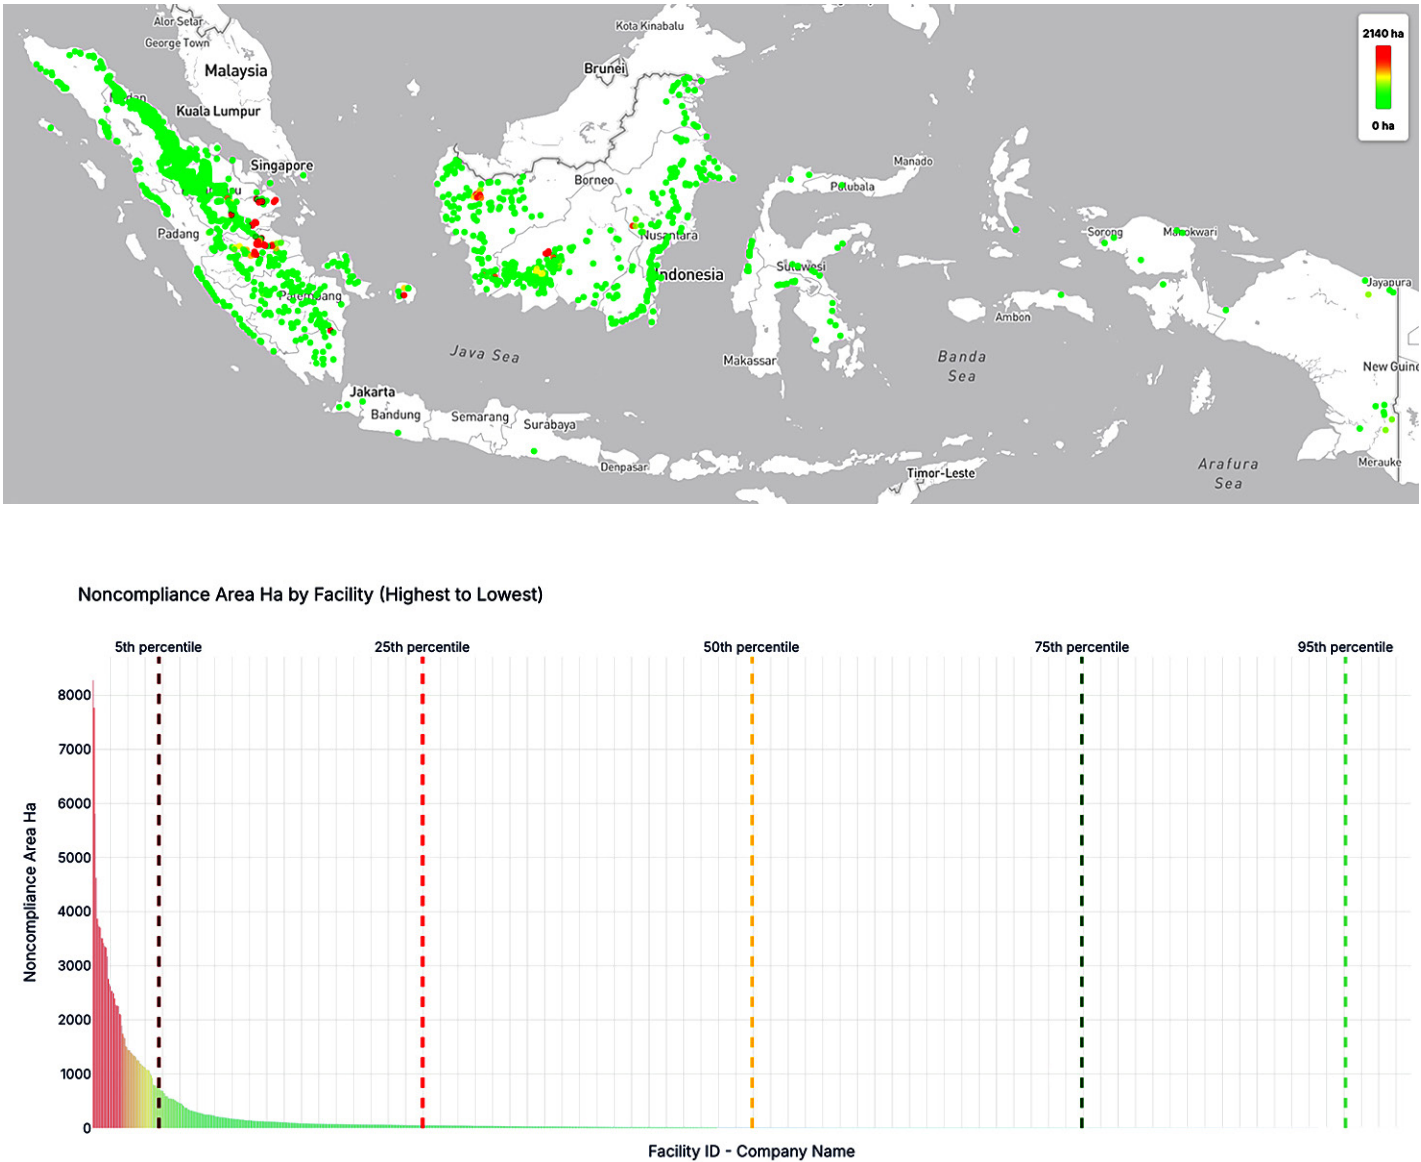 Alor Setar
George Town
Malaysia
Kuala Lumpur
Singapore
Padang
Palembang
Kota Kinabalu
Brunei
Borneo
Nusantara
Indonesia
Manado
Sulawesi
Makassar
Java Sea
Jakarta
Bandung
Semarang
Surabaya
Denpasar
Banda
Sea
Ambon
Sorong
Manokwari
Jayapura
New Guine
Merauke
Arafura
Sea
Timor-Leste
2140 ha
0 ha
Noncompliance Area Ha by Facility (Highest to Lowest)
5th percentile
25th percentile
50th percentile
75th percentile
95th percentile
Noncompliance Area Ha
8000
7000
6000
5000
4000
3000
2000
1000
0
Facility ID - Company Name